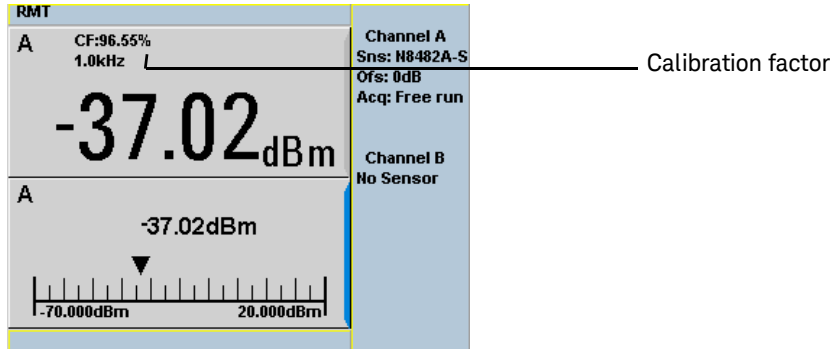 RMT
A
CF:96.55%
1.0kHz
-37.02dBm
A
-37.02dBm
-70.000dBm
20.000dBm
Channel A
Sns: N8482A-S
Ofs: 0dB
Acq: Free run
Channel B
No Sensor
Calibration factor